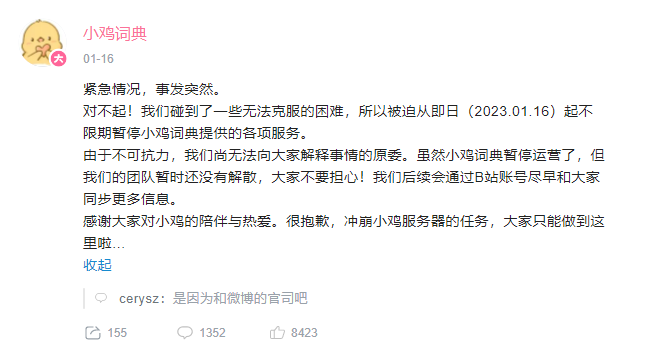 小鸡词典
大
01-16
紧急情况，事发突然。
对不起！我们碰到了一些无法克服的困难，所以被迫从即日（2023.01.16）起不
限期暂停小鸡词典提供的各项服务。
由于不可抗力，我们尚无法向大家解释事情的原委。虽然小鸡词典暂停运营了，但
我们的团队暂时还没有解散，大家不要担心！我们后续会通过B站账号尽早和大家
同步更多信息。
感谢大家对小鸡的陪伴与热爱。很抱歉，冲崩小鸡服务器的任务，大家只能做到这
里啦...
收起
cerysz：是因为和微博的官司吧
155 1352 8423